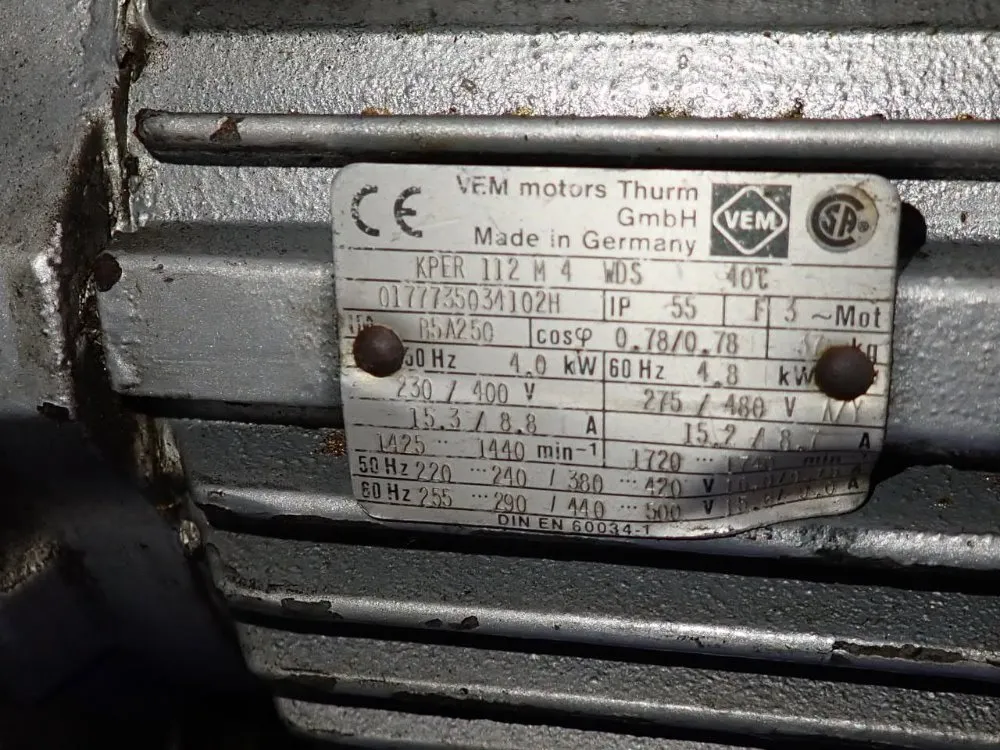 CE VEM motors Thurm
GmbH VEM SA
Made in Germany
KPER 112 M 4 WDS 40℃
0177735034102H IP 55 F 3 ~Mot
B5A250 cosφ 0.78/0.78 kg
50 Hz 4.0 kW 60 Hz 4.8 kW
230 / 400 V 275 / 480 V
15.3 / 8.8 A 15.2 / 8.7 A
1425 ... 1440 min-1 1720 ...
50 Hz 220 ... 240 / 380 ... 420 V A
60 Hz 255 ... 290 / 440 ... 500 V
DIN EN 60034-1